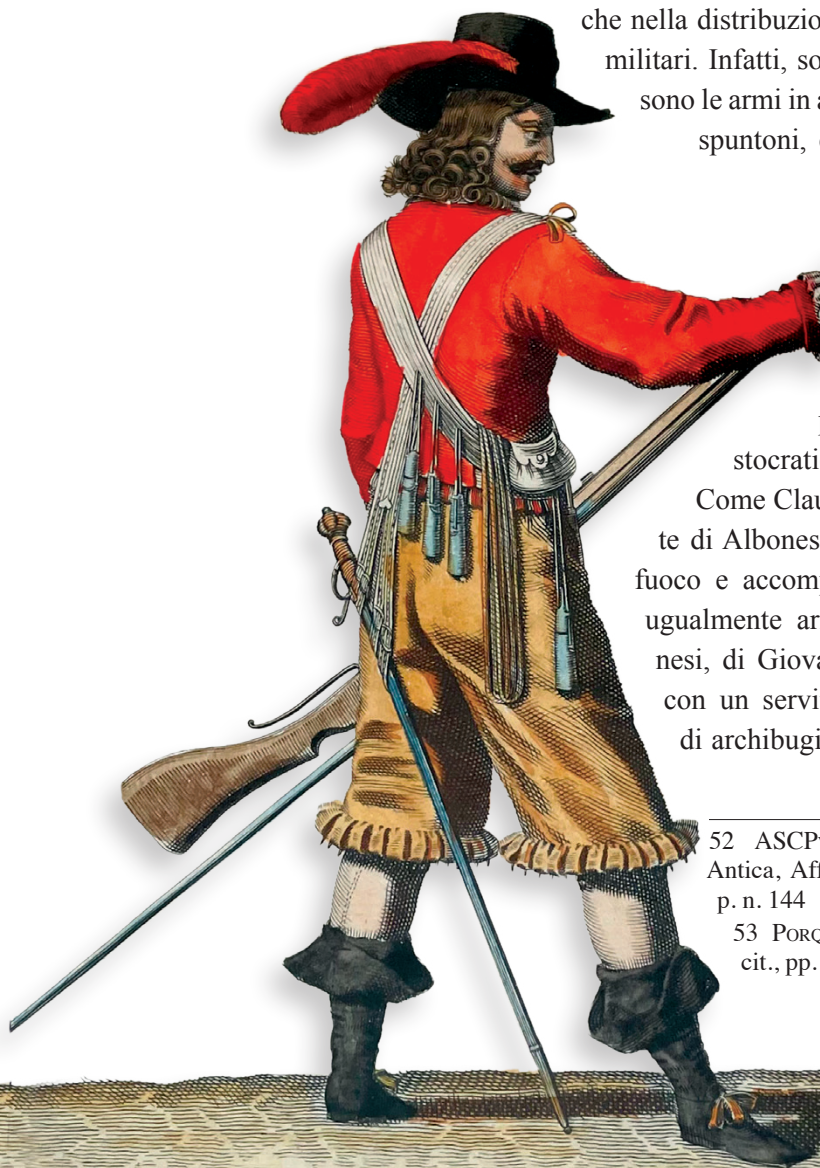 che nella distribuzio
militari. Infatti, so
sono le armi in a
spuntoni,
stocrati
Come Clau
te di Albones
fuoco e accom
ugualmente ar
nesi, di Giova
con un servi
di archibugi
52 ASCP
Antica, Aff
p. n. 144
53 PORQ
cit., pp.